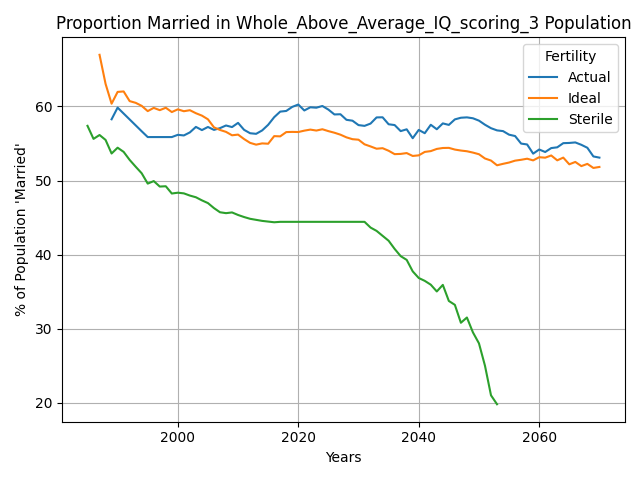 Proportion Married in Whole_Above_Average_IQ_scoring_3 Population
Fertility
Actual
Ideal
Sterile
% of Population 'Married'
60
50
40
30
20
2000
2020
2040
2060
Years